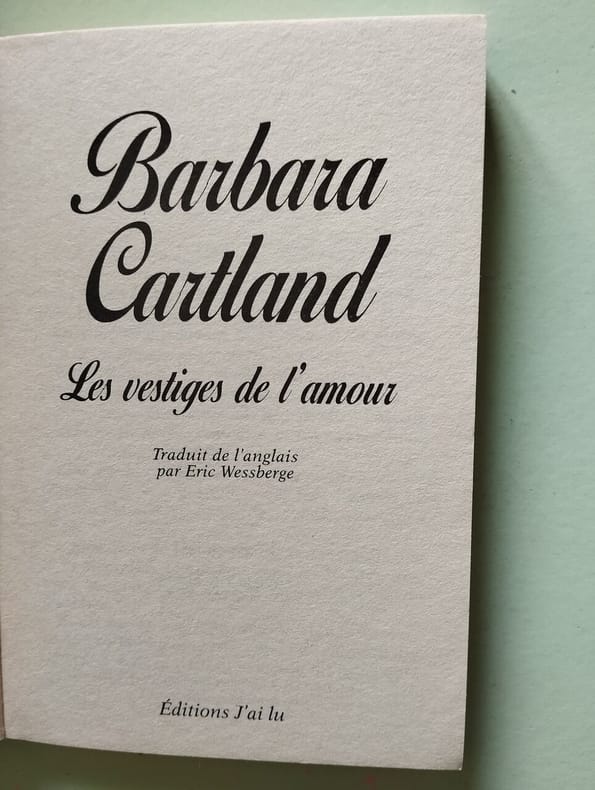 Barbara
Cartland
Les vestiges de l'amour
Traduit de l'anglais
par Eric Wessberge
Éditions J'ai lu